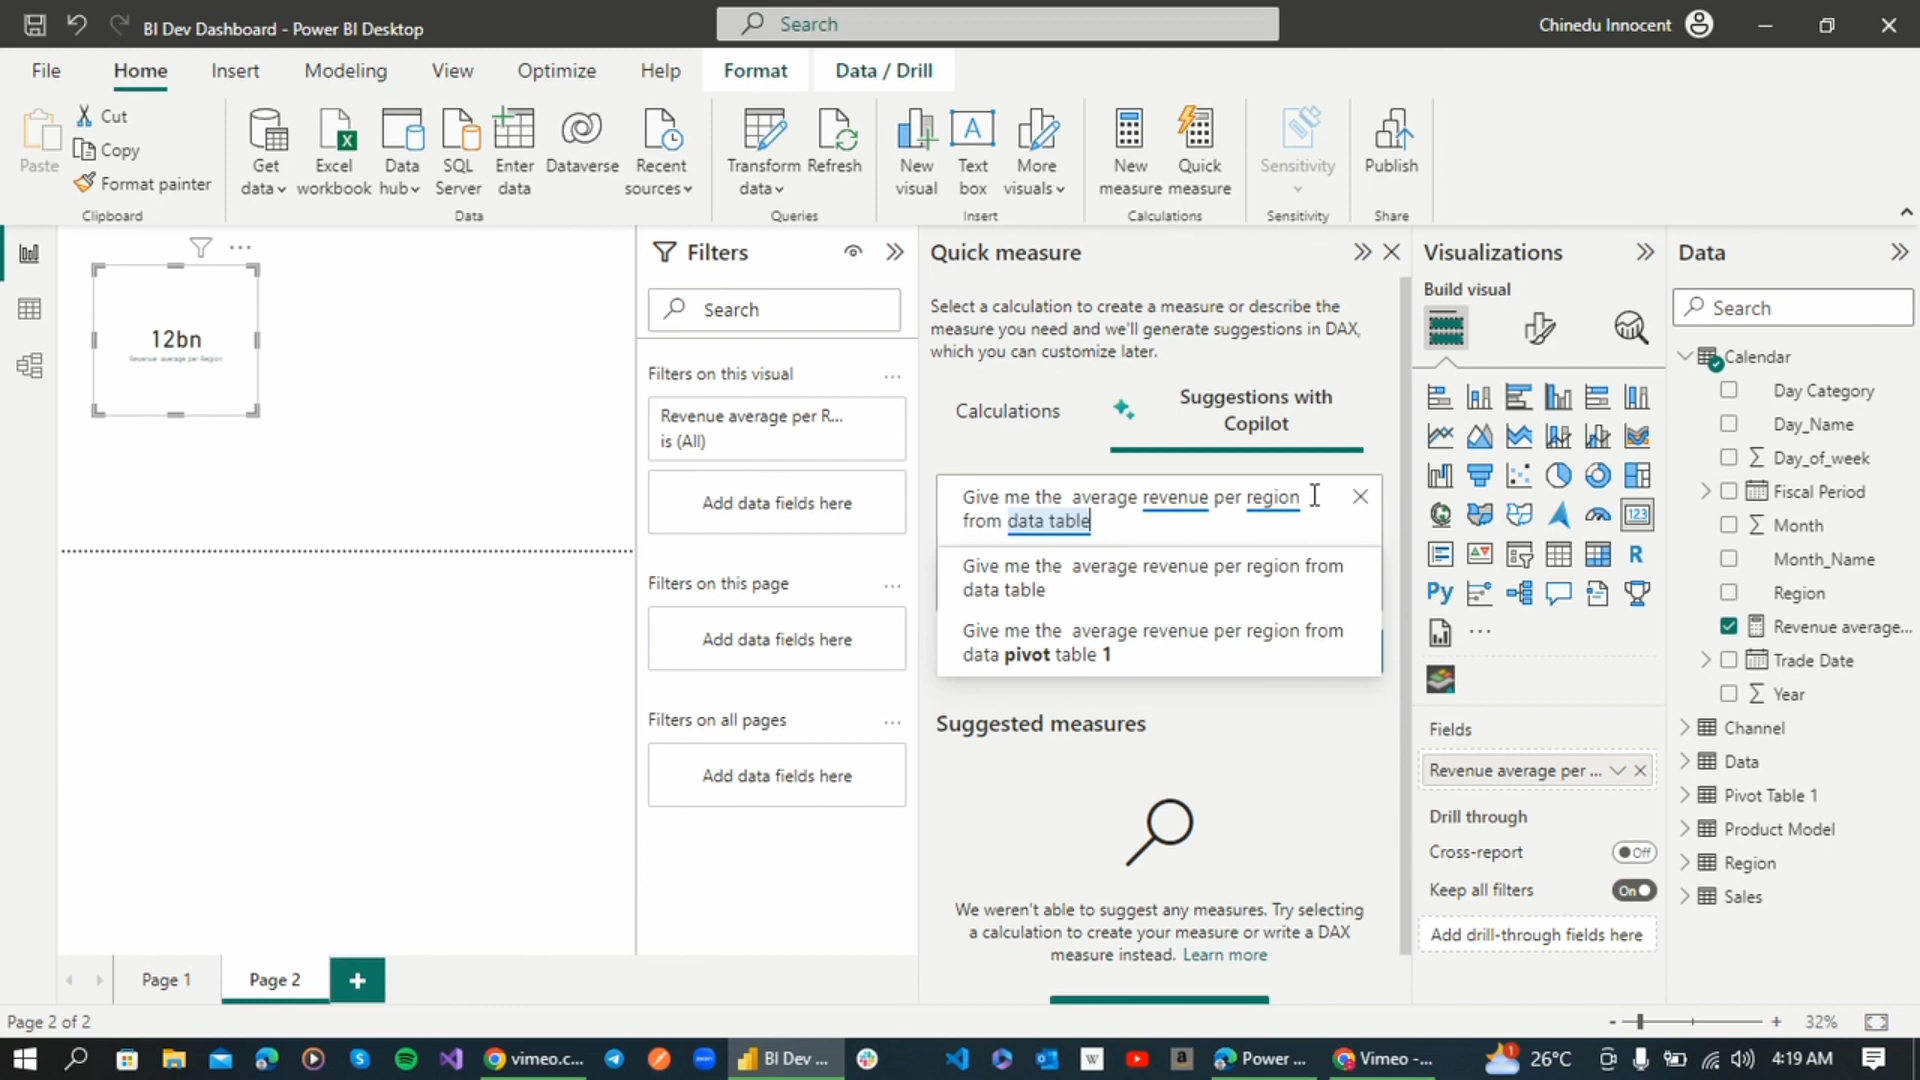 BI Dev Dashboard - Power BI Desktop
Search
Chinedu Innocent
File
Home
Insert
Modeling
View
Optimize
Help
Format
Data / Drill
Paste
Cut
Copy
Format painter
Clipboard
Get
data
Excel
workbook
Data
hub
SQL
Server
Enter
data
Dataverse
Recent
sources
Data
Transform
data
Refresh
Queries
New
visual
Text
box
More
visuals
Insert
New
measure
Quick
measure
Calculations
Sensitivity
Sensitivity
Publish
Share
12bn
Revenue average per Region
Filters
Search
Filters on this visual
Revenue average per R...
is (All)
Add data fields here
Filters on this page
Add data fields here
Filters on all pages
Add data fields here
Quick measure
Select a calculation to create a measure or describe the
measure you need and we'll generate suggestions in DAX,
which you can customize later.
Calculations
Suggestions with
Copilot
Give me the average revenue per region
from data table
Give me the average revenue per region from
data table
Give me the average revenue per region from
data pivot table 1
Suggested measures
We weren't able to suggest any measures. Try selecting
a calculation to create your measure or write a DAX
measure instead. Learn more
Visualizations
Build visual
123
R
Py
Fields
Revenue average per ...
Drill through
Cross-report
Off
Keep all filters
On
Add drill-through fields here
Data
Search
Calendar
Day Category
Day_Name
Day_of_week
Fiscal Period
Month
Month_Name
Region
Revenue average...
Trade Date
Year
Channel
Data
Pivot Table 1
Product Model
Region
Sales
Page 1
Page 2
Page 2 of 2
32%
vimeo.c...
BI Dev ...
Power ...
Vimeo -...
1
26°C
4:19 AM